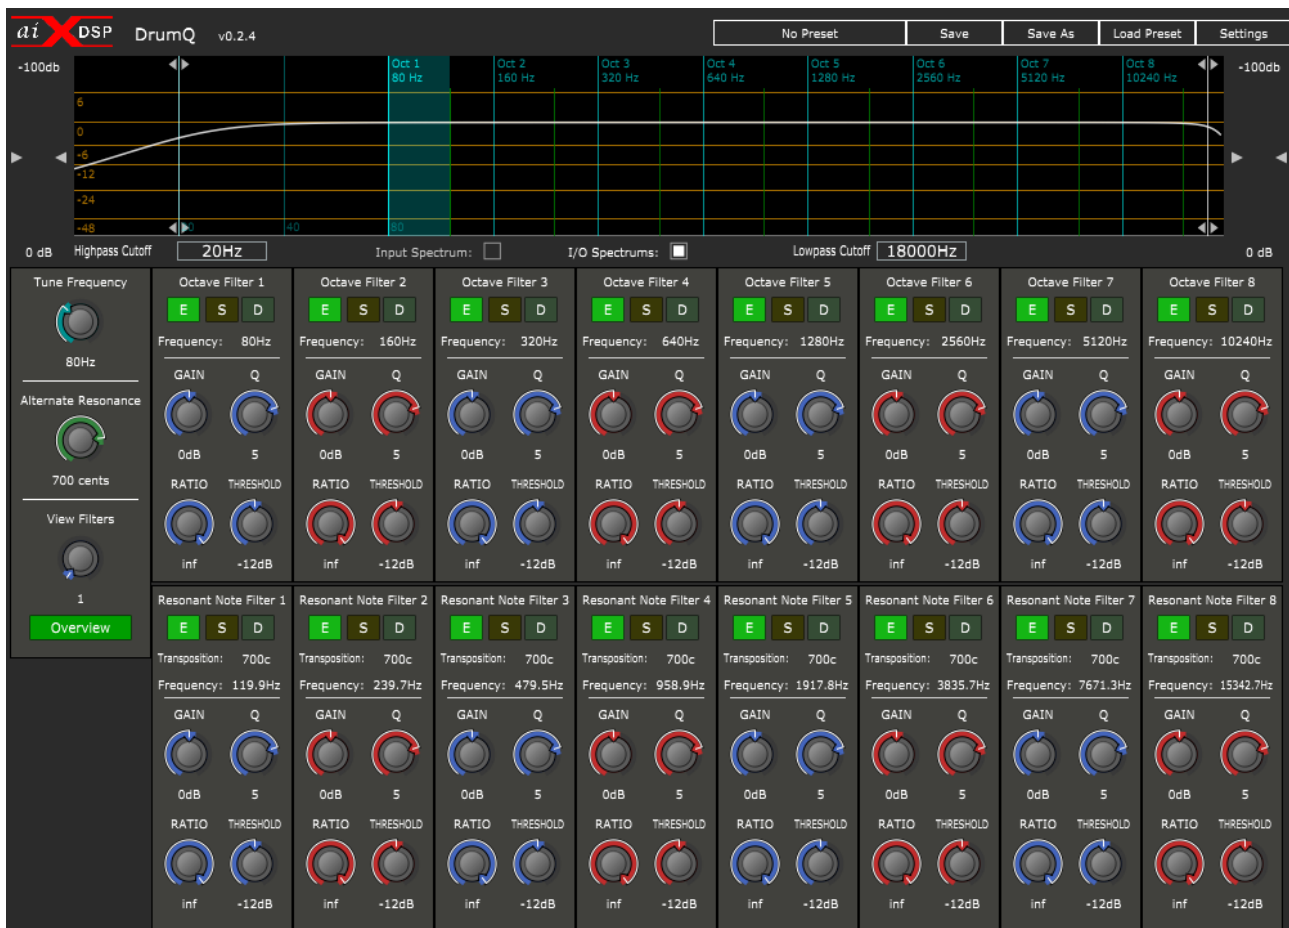 ai X DSP DrumQ v0.2.4 No Preset Save Save As Load Preset Settings
-100db Oct 1 Oct 2 Oct 3 Oct 4 Oct 5 Oct 6 Oct 7 Oct 8 -100db
80 Hz 160 Hz 320 Hz 640 Hz 1280 Hz 2560 Hz 5120 Hz 10240 Hz
6
0
-6
-12
-24
-48 40 80
0 dB Highpass Cutoff 20Hz Input Spectrum: I/O Spectrums: Lowpass Cutoff 18000Hz 0 dB
Tune Frequency
80Hz
Alternate Resonance
700 cents
View Filters
1
Overview
Octave Filter 1 Octave Filter 2 Octave Filter 3 Octave Filter 4 Octave Filter 5 Octave Filter 6 Octave Filter 7 Octave Filter 8
E S D E S D E S D E S D E S D E S D E S D E S D
Frequency: 80Hz Frequency: 160Hz Frequency: 320Hz Frequency: 640Hz Frequency: 1280Hz Frequency: 2560Hz Frequency: 5120Hz Frequency: 10240Hz
GAIN Q GAIN Q GAIN Q GAIN Q GAIN Q GAIN Q GAIN Q GAIN Q
0dB 5 0dB 5 0dB 5 0dB 5 0dB 5 0dB 5 0dB 5 0dB 5
RATIO THRESHOLD RATIO THRESHOLD RATIO THRESHOLD RATIO THRESHOLD RATIO THRESHOLD RATIO THRESHOLD RATIO THRESHOLD RATIO THRESHOLD
inf -12dB inf -12dB inf -12dB inf -12dB inf -12dB inf -12dB inf -12dB inf -12dB
Resonant Note Filter 1 Resonant Note Filter 2 Resonant Note Filter 3 Resonant Note Filter 4 Resonant Note Filter 5 Resonant Note Filter 6 Resonant Note Filter 7 Resonant Note Filter 8
E S D E S D E S D E S D E S D E S D E S D E S D
Transposition: 700c Transposition: 700c Transposition: 700c Transposition: 700c Transposition: 700c Transposition: 700c Transposition: 700c Transposition: 700c
Frequency: 119.9Hz Frequency: 239.7Hz Frequency: 479.5Hz Frequency: 958.9Hz Frequency: 1917.8Hz Frequency: 3835.7Hz Frequency: 7671.3Hz Frequency: 15342.7Hz
GAIN Q GAIN Q GAIN Q GAIN Q GAIN Q GAIN Q GAIN Q GAIN Q
0dB 5 0dB 5 0dB 5 0dB 5 0dB 5 0dB 5 0dB 5 0dB 5
RATIO THRESHOLD RATIO THRESHOLD RATIO THRESHOLD RATIO THRESHOLD RATIO THRESHOLD RATIO THRESHOLD RATIO THRESHOLD RATIO THRESHOLD
inf -12dB inf -12dB inf -12dB inf -12dB inf -12dB inf -12dB inf -12dB inf -12dB